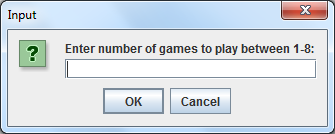 Input
?
Enter number of games to play between 1-8:
OK
Cancel